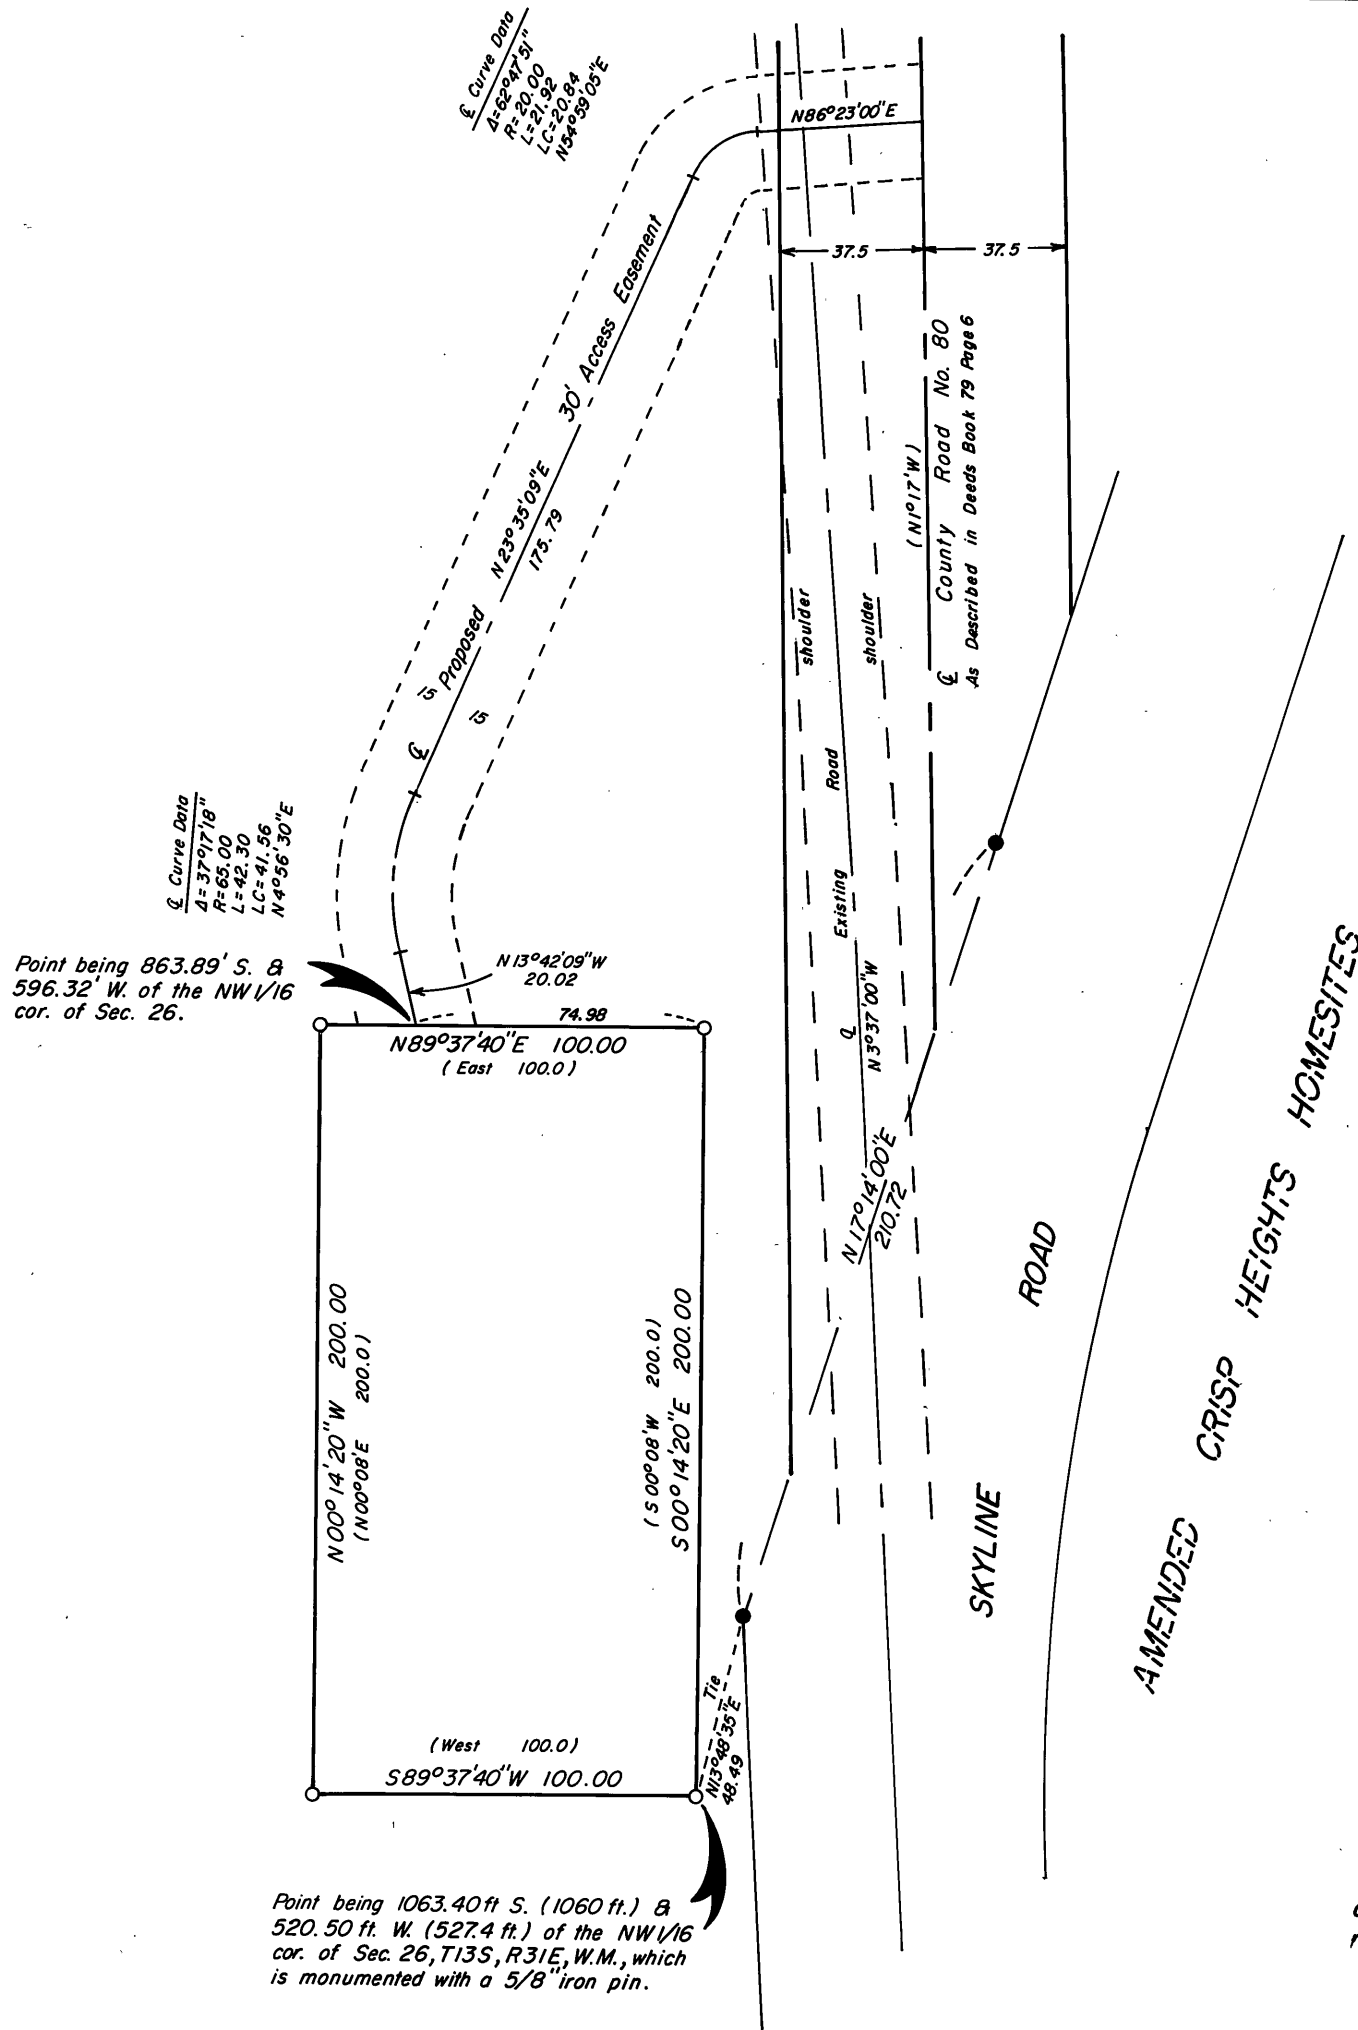 ℄ Curve Data
Δ=62°47'51"
R=20.00
L=21.92
LC=20.84
N54°59'05"E
N86°23'00"E
37.5
37.5
30' Access Easement
N23°35'09"E
175.79
Proposed
15
15
℄
(N1°17'W)
℄ County Road No. 80
As Described in Deeds Book 79 Page 6
shoulder
shoulder
℄ Existing Road
N3°37'00"W
℄ Curve Data
Δ=37°17'18"
R=65.00
L=42.30
LC=41.56
N4°56'30"E
Point being 863.89' S. &
596.32' W. of the NW1/16
cor. of Sec. 26.
N13°42'09"W
20.02
74.98
N89°37'40"E 100.00
(East 100.0)
N17°14'00"E
210.72
N00°14'20"W 200.00
(N00°08'E 200.0)
(S00°08'W 200.0)
S00°14'20"E 200.00
SKYLINE ROAD
AMENDED CRISP HEIGHTS HOMESITES
Tie
N13°48'35"E
48.49
(West 100.0)
S89°37'40"W 100.00
Point being 1063.40ft S. (1060 ft.) &
520.50 ft. W. (527.4 ft.) of the NW1/16
cor. of Sec. 26, T13S, R31E, W.M., which
is monumented with a 5/8" iron pin.